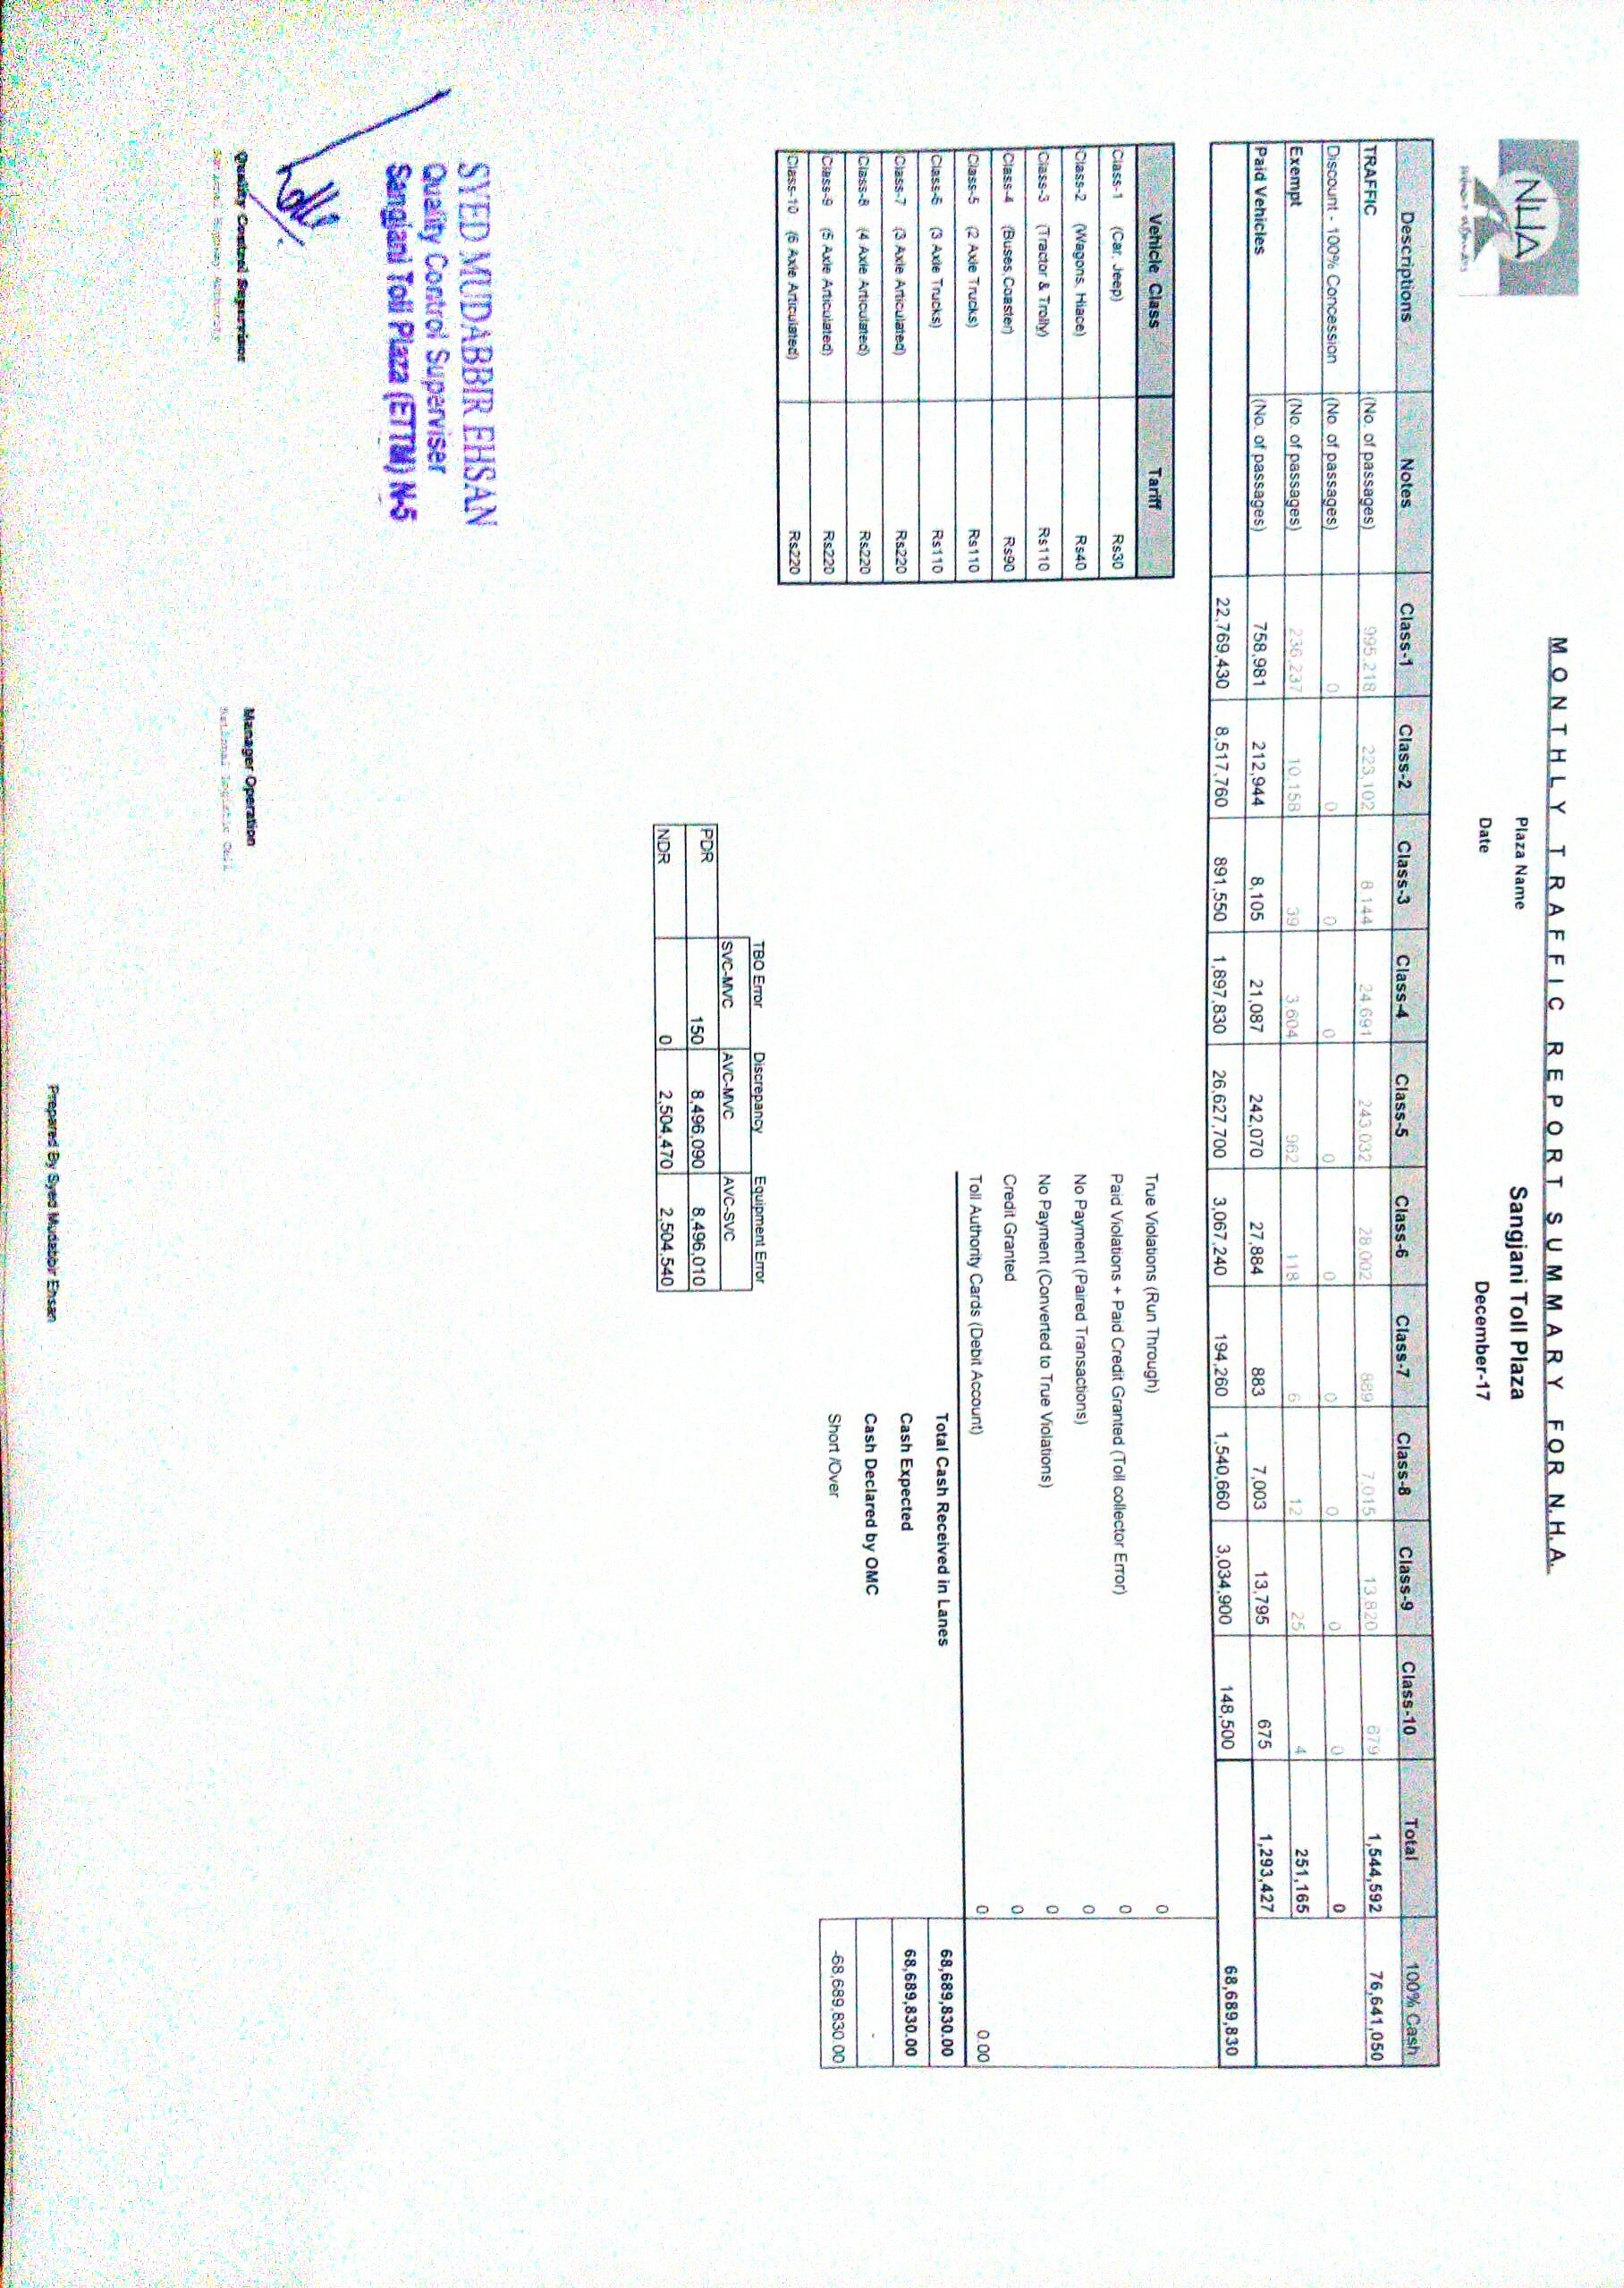 NHA
MONTHLY TRAFFIC REPORT SUMMARY FOR N.H.A.
Plaza Name Sangjani Toll Plaza
Date December-17
Descriptions Notes Class-1 Class-2 Class-3 Class-4 Class-5 Class-6 Class-7 Class-8 Class-9 Class-10 Total 100% Cash
TRAFFIC (No. of passages) 995,218 223,102 8,144 24,691 243,032 28,002 889 7,015 13,820 679 1,544,592 76,641,050
Discount - 100% Concession (No. of passages) 0 0 0 0 0 0 0 0 0 0 0
Exempt (No. of passages) 236,237 10,158 39 3,604 962 118 6 12 25 4 251,165
Paid Vehicles (No. of passages) 758,981 212,944 8,105 21,087 242,070 27,884 883 7,003 13,795 675 1,293,427
22,769,430 8,517,760 891,550 1,897,830 26,627,700 3,067,240 194,260 1,540,660 3,034,900 148,500 68,689,830
Vehicle Class Tariff
Class-1 (Car, Jeep) Rs30
Class-2 (Wagons, Hiace) Rs40
Class-3 (Tractor & Trolly) Rs110
Class-4 (Buses,Coaster) Rs90
Class-5 (2 Axle Trucks) Rs110
Class-6 (3 Axle Trucks) Rs110
Class-7 (3 Axle Articulated) Rs220
Class-8 (4 Axle Articulated) Rs220
Class-9 (5 Axle Articulated) Rs220
Class-10 (6 Axle Articulated) Rs220
True Violations (Run Through) 0
Paid Violations + Paid Credit Granted (Toll collector Error) 0
No Payment (Paired Transactions) 0
No Payment (Converted to True Violations) 0
Credit Granted 0
Toll Authority Cards (Debit Account) 0 0.00
Total Cash Received in Lanes 68,689,830.00
Cash Expected 68,689,830.00
Cash Declared by OMC -
Short /Over -68,689,830.00
TBO Error Discrepancy Equipment Error
SVC-MVC AVC-MVC AVC-SVC
PDR 150 8,496,090 8,496,010
NDR 0 2,504,470 2,504,540
SYED MUDABBIR EHSAN
Quality Control Superviser
Sangjani Toll Plaza (ETTM) N-5
Quality Control Supervisor
National Highway Authority
Manager Operation
National Logistic Cell
Prepared By Syed Mudabbir Ehsan